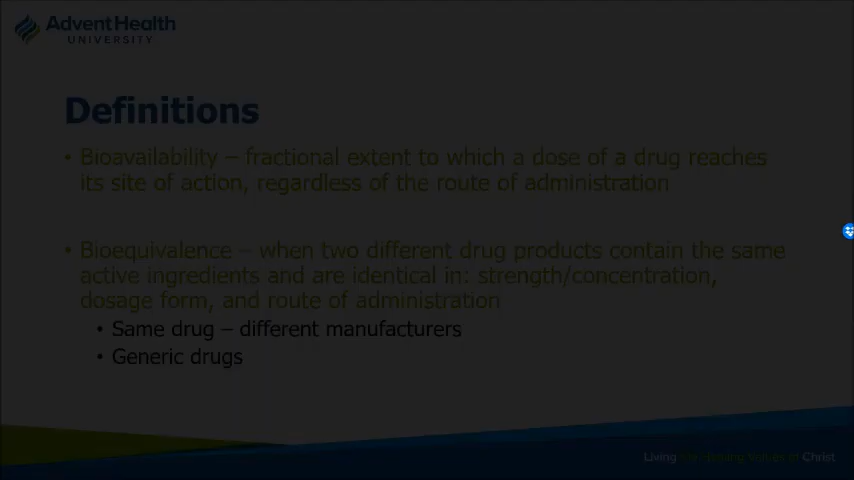 AdventHealth
UNIVERSITY
Definitions
• Bioavailability – fractional extent to which a dose of a drug reaches
its site of action, regardless of the route of administration
• Bioequivalence – when two different drug products contain the same
active ingredients and are identical in: strength/concentration,
dosage form, and route of administration
• Same drug – different manufacturers
• Generic drugs
Living the Healing Values of Christ